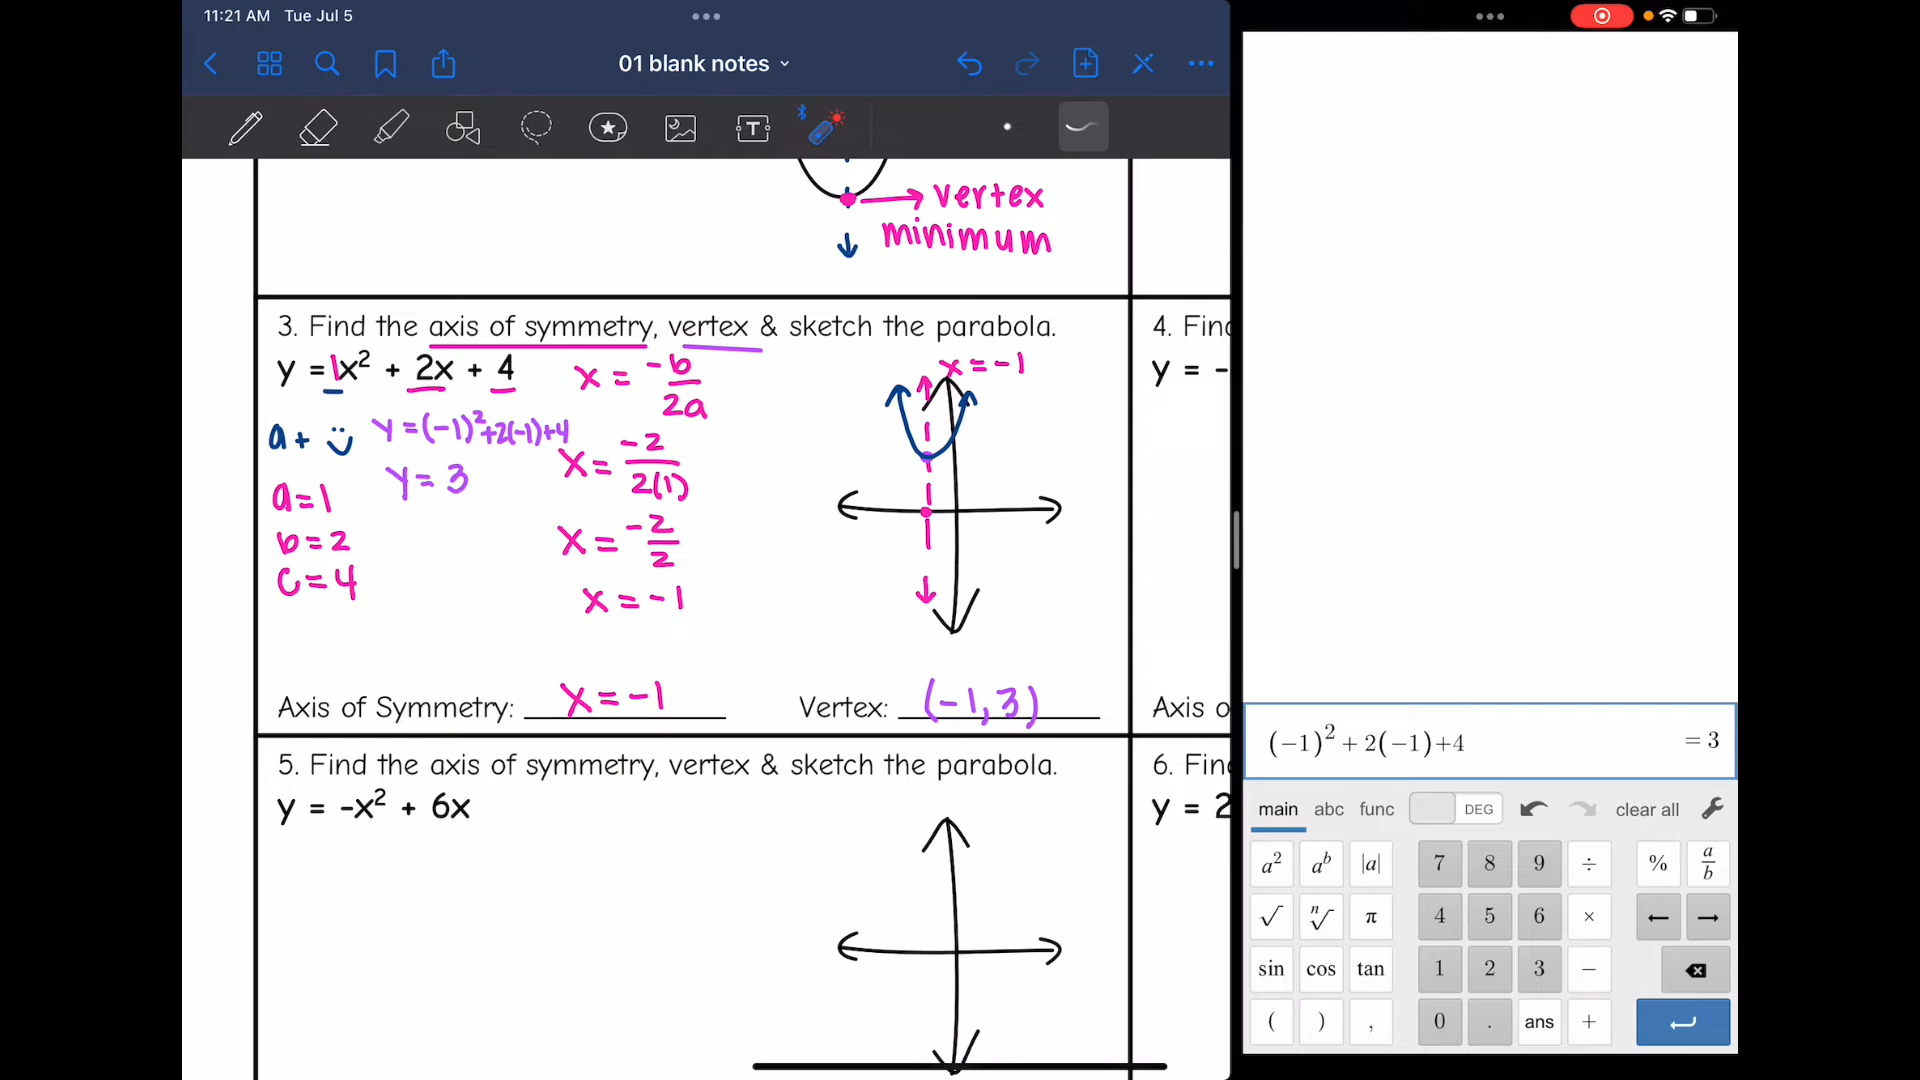 11:21 AM Tue Jul 5
01 blank notes
T
vertex
minimum
3. Find the axis of symmetry, vertex & sketch the parabola.
y = 1x² + 2x + 4
x = -b/2a
x = -1
a + y = (-1)² + 2(-1) + 4
x = -2/2(1)
y = 3
a = 1
b = 2
x = -2/2
c = 4
x = -1
Axis of Symmetry: x = -1
Vertex: (-1, 3)
4. Find
y = -
Axis o
5. Find the axis of symmetry, vertex & sketch the parabola.
y = -x² + 6x
6. Find
y = 2
(-1)² + 2(-1)+4 = 3
main abc func DEG clear all
a² aᵇ |a| 7 8 9 ÷ % a/b
√ ⁿ√ π 4 5 6 × ← →
sin cos tan 1 2 3 −
( ) , 0 . ans +